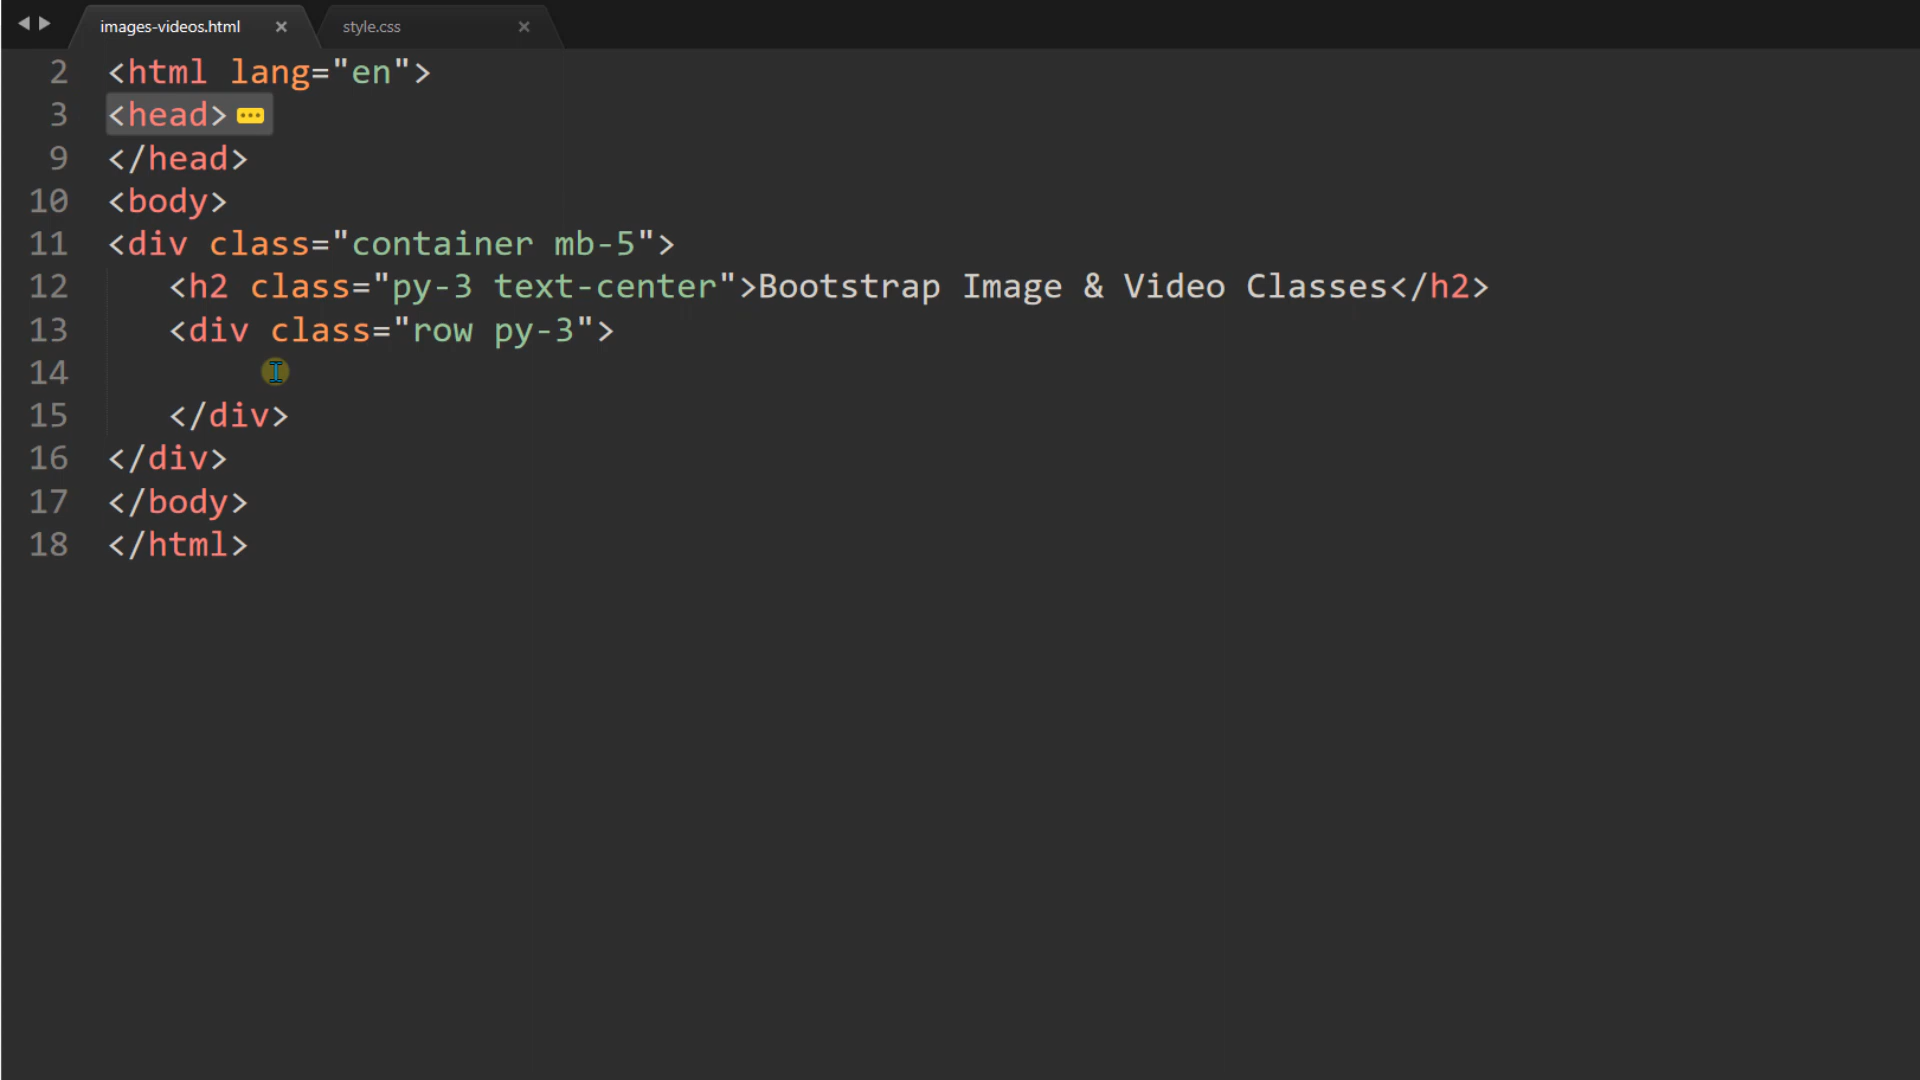 images-videos.html × style.css ×
2 <html lang="en">
3 <head>
9 </head>
10 <body>
11 <div class="container mb-5">
12 <h2 class="py-3 text-center">Bootstrap Image & Video Classes</h2>
13 <div class="row py-3">
14
15 </div>
16 </div>
17 </body>
18 </html>